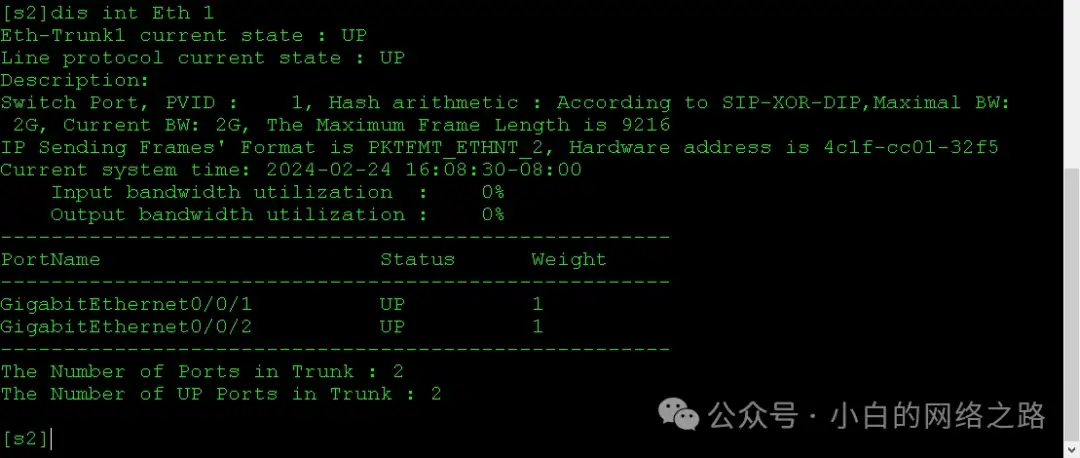 [s2]dis int Eth 1
Eth-Trunk1 current state : UP
Line protocol current state : UP
Description:
Switch Port, PVID :    1, Hash arithmetic : According to SIP-XOR-DIP,Maximal BW:
 2G, Current BW: 2G, The Maximum Frame Length is 9216
IP Sending Frames' Format is PKTFMT_ETHNT_2, Hardware address is 4c1f-cc01-32f5
Current system time: 2024-02-24 16:08:30-08:00
    Input bandwidth utilization  :    0%
    Output bandwidth utilization :    0%
-----------------------------------------------------
PortName                      Status      Weight
-----------------------------------------------------
GigabitEthernet0/0/1          UP          1
GigabitEthernet0/0/2          UP          1
-----------------------------------------------------
The Number of Ports in Trunk : 2
The Number of UP Ports in Trunk : 2
公众号 · 小白的网络之路
[s2]